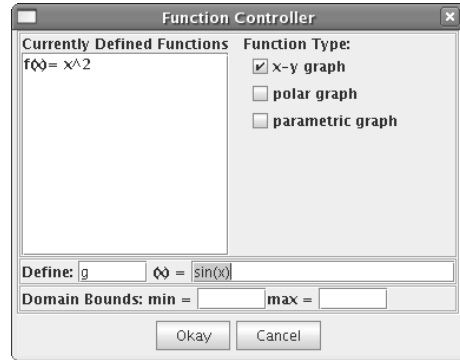 Function Controller
Currently Defined Functions
f(x)= x^2
Function Type:
x-y graph
polar graph
parametric graph
Define: g (x) = sin(x)
Domain Bounds: min = max =
Okay Cancel